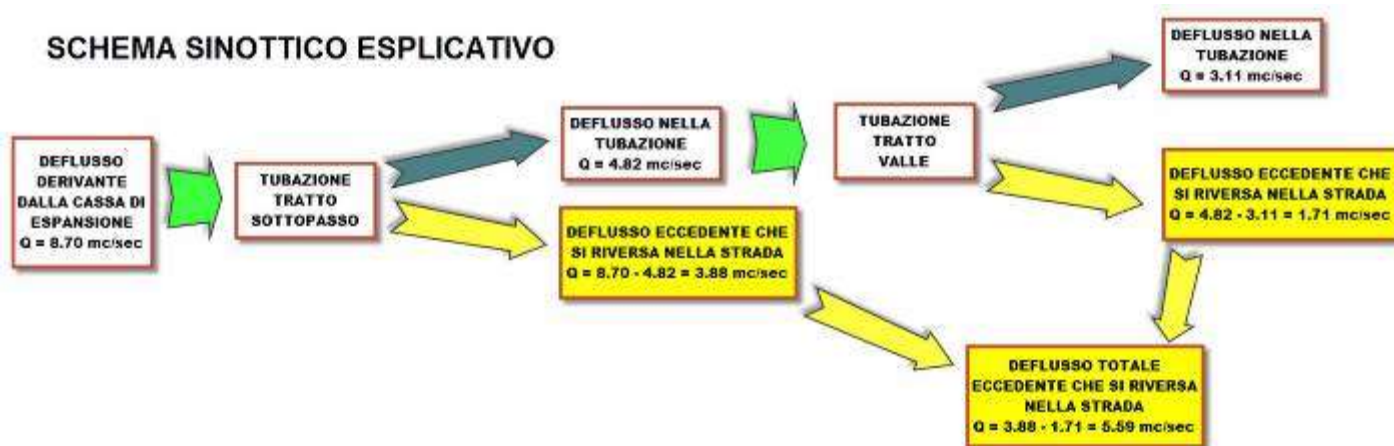 SCHEMA SINOTTICO ESPLICATIVO
DEFLUSSO
DERIVANTE
DALLA CASSA DI
ESPANSIONE
Q = 8.70 mc/sec
TUBAZIONE
TRATTO
SOTTOPASSO
DEFLUSSO NELLA
TUBAZIONE
Q = 4.82 mc/sec
DEFLUSSO ECCEDENTE CHE
SI RIVERSA NELLA STRADA
Q = 8.70 - 4.82 = 3.88 mc/sec
TUBAZIONE
TRATTO
VALLE
DEFLUSSO NELLA
TUBAZIONE
Q = 3.11 mc/sec
DEFLUSSO ECCEDENTE CHE
SI RIVERSA NELLA STRADA
Q = 4.82 - 3.11 = 1.71 mc/sec
DEFLUSSO TOTALE
ECCEDENTE CHE SI RIVERSA
NELLA STRADA
Q = 3.88 - 1.71 = 5.59 mc/sec